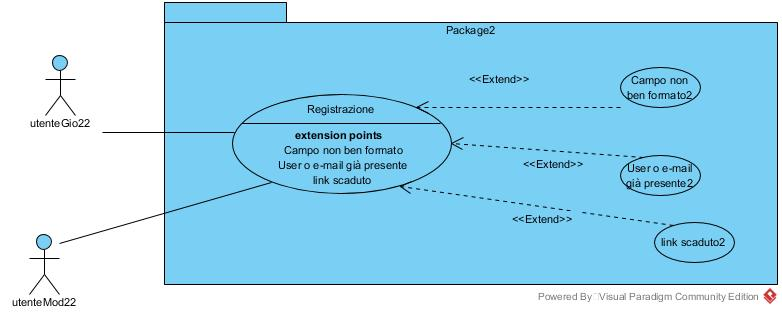 Package2
<<Extend>>
Campo non
ben formato2
utenteGio22
Registrazione
extension points
Campo non ben formato
User o e-mail già presente
link scaduto
<<Extend>>
User o e-mail
già presente2
<<Extend>>
link scaduto2
utenteMod22
Powered By Visual Paradigm Community Edition